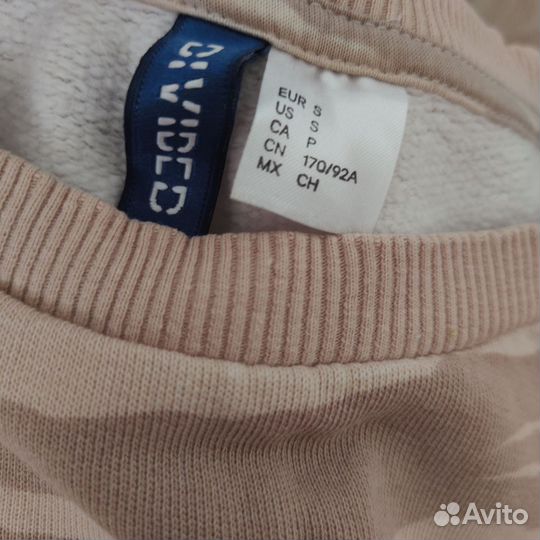 DIVIDED
EUR S
US S
CA P
CN 170/92A
MX CH
Avito